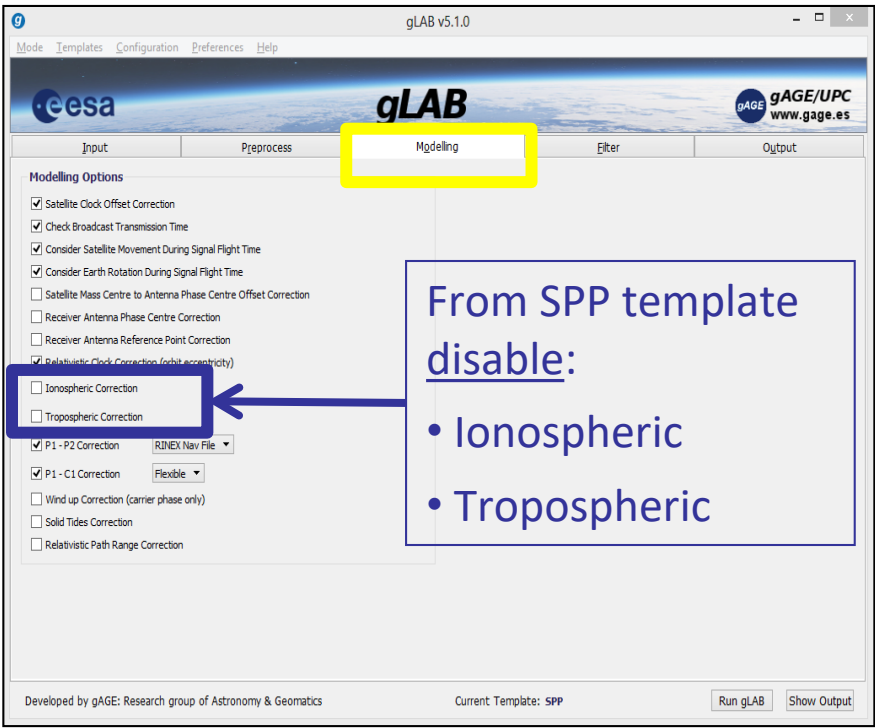 gLAB v5.1.0
Mode Templates Configuration Preferences Help
esa
gLAB
gAGE
gAGE/UPC
www.gage.es
Input Preprocess Modelling Filter Output
Modelling Options
Satellite Clock Offset Correction
Check Broadcast Transmission Time
Consider Satellite Movement During Signal Flight Time
Consider Earth Rotation During Signal Flight Time
Satellite Mass Centre to Antenna Phase Centre Offset Correction
Receiver Antenna Phase Centre Correction
Receiver Antenna Reference Point Correction
Relativistic Clock Correction (orbit eccentricity)
Ionospheric Correction
Tropospheric Correction
P1 - P2 Correction RINEX Nav File
P1 - C1 Correction Flexible
Wind up Correction (carrier phase only)
Solid Tides Correction
Relativistic Path Range Correction
From SPP template
disable:
• Ionospheric
• Tropospheric
Developed by gAGE: Research group of Astronomy & Geomatics Current Template: SPP Run gLAB Show Output